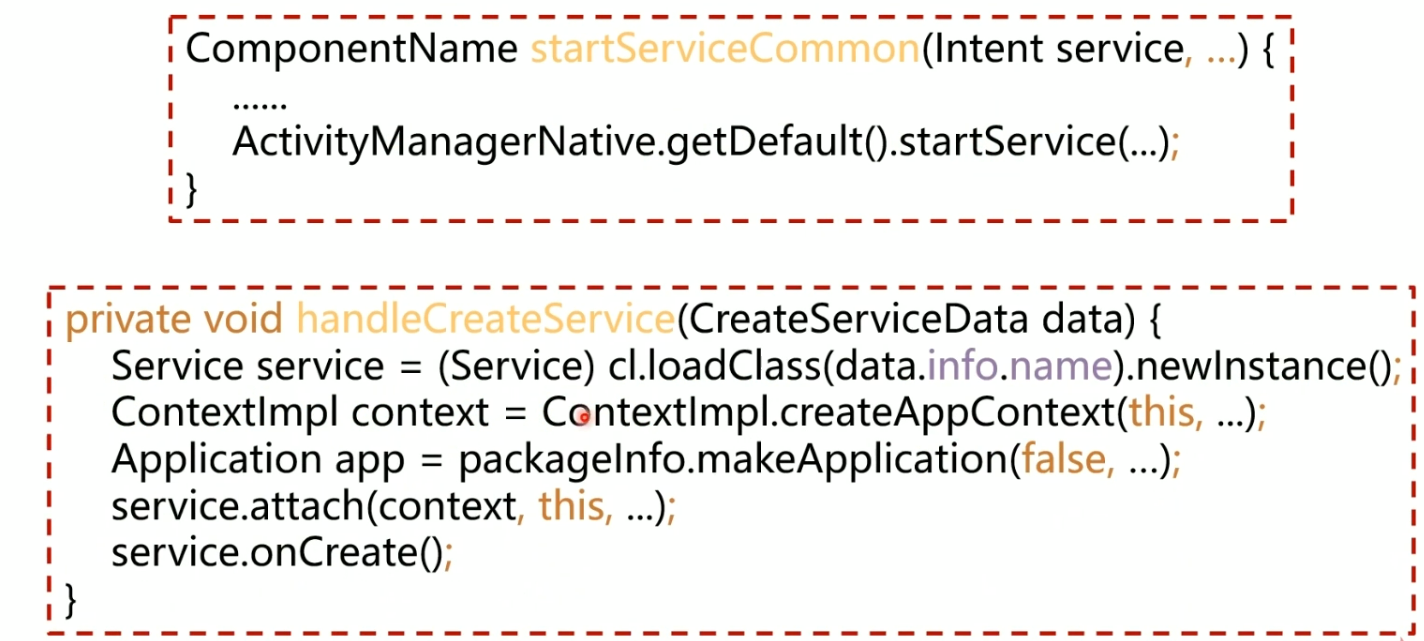 ComponentName startServiceCommon(Intent service, ...) {
......
ActivityManagerNative.getDefault().startService(...);
}
private void handleCreateService(CreateServiceData data) {
Service service = (Service) cl.loadClass(data.info.name).newInstance();
ContextImpl context = ContextImpl.createAppContext(this, ...);
Application app = packageInfo.makeApplication(false, ...);
service.attach(context, this, ...);
service.onCreate();
}